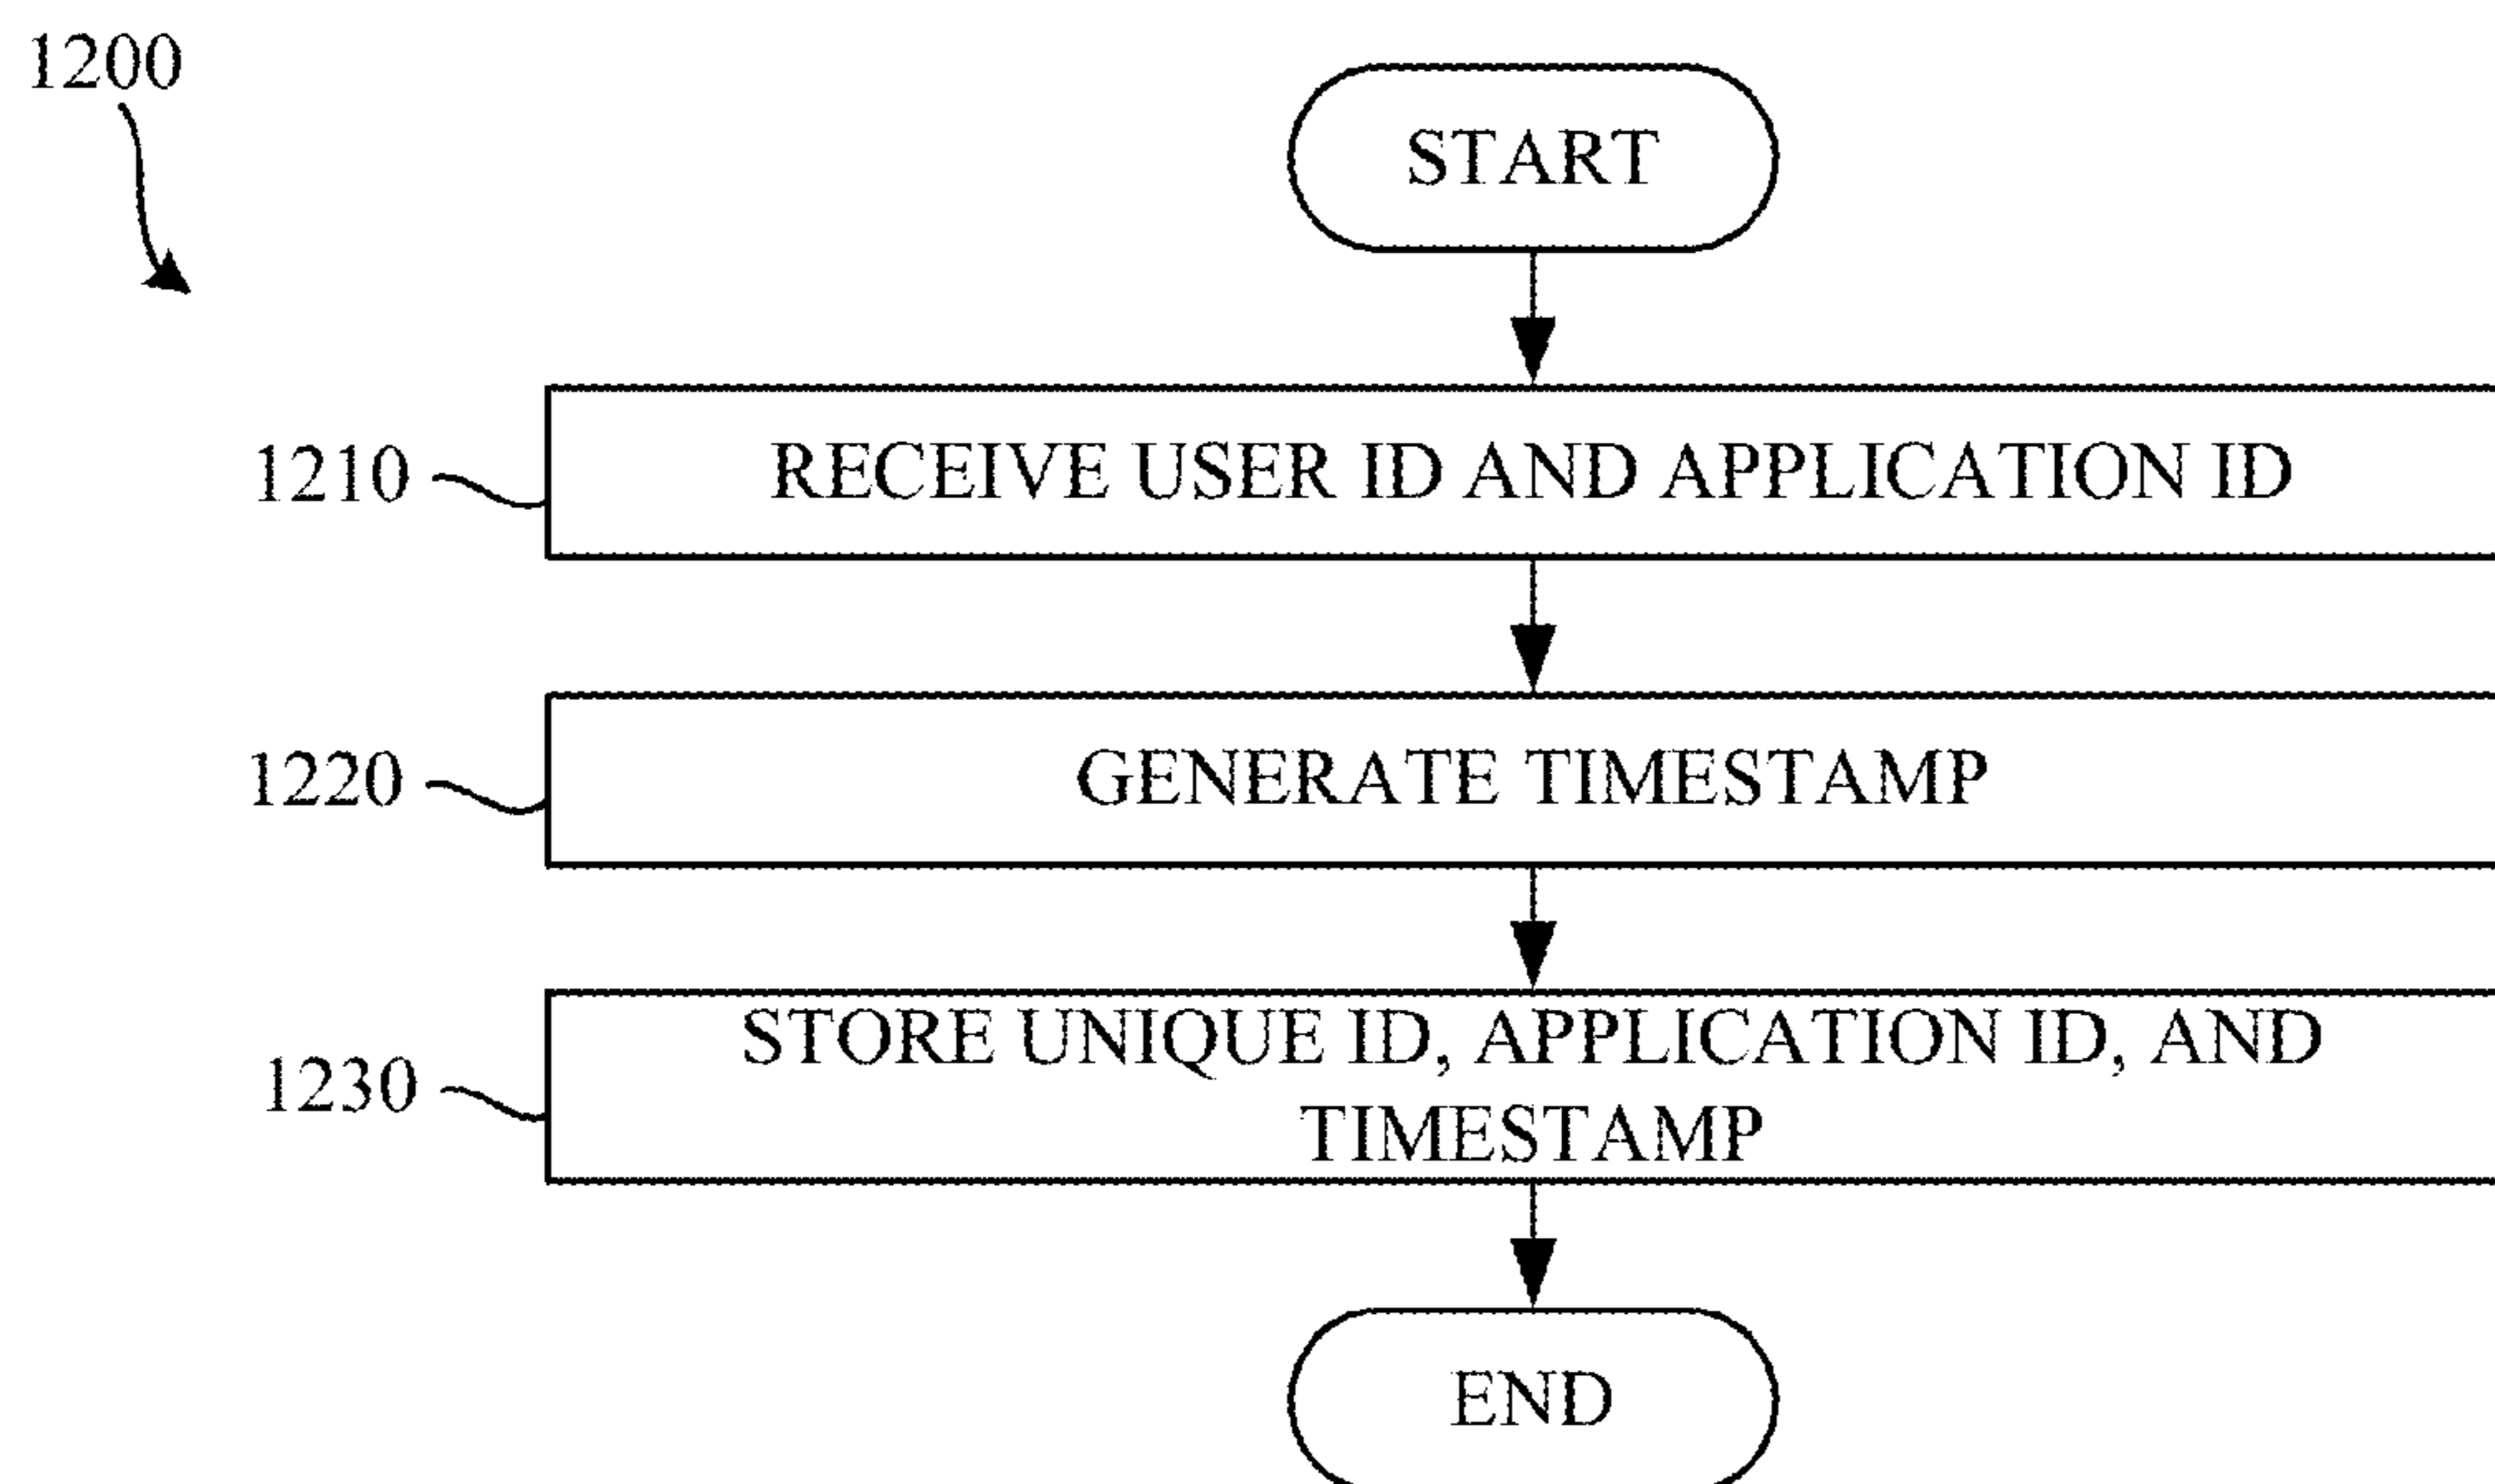 1200
START
1210
RECEIVE USER ID AND APPLICATION ID
1220
GENERATE TIMESTAMP
1230
STORE UNIQUE ID, APPLICATION ID, AND
TIMESTAMP
END